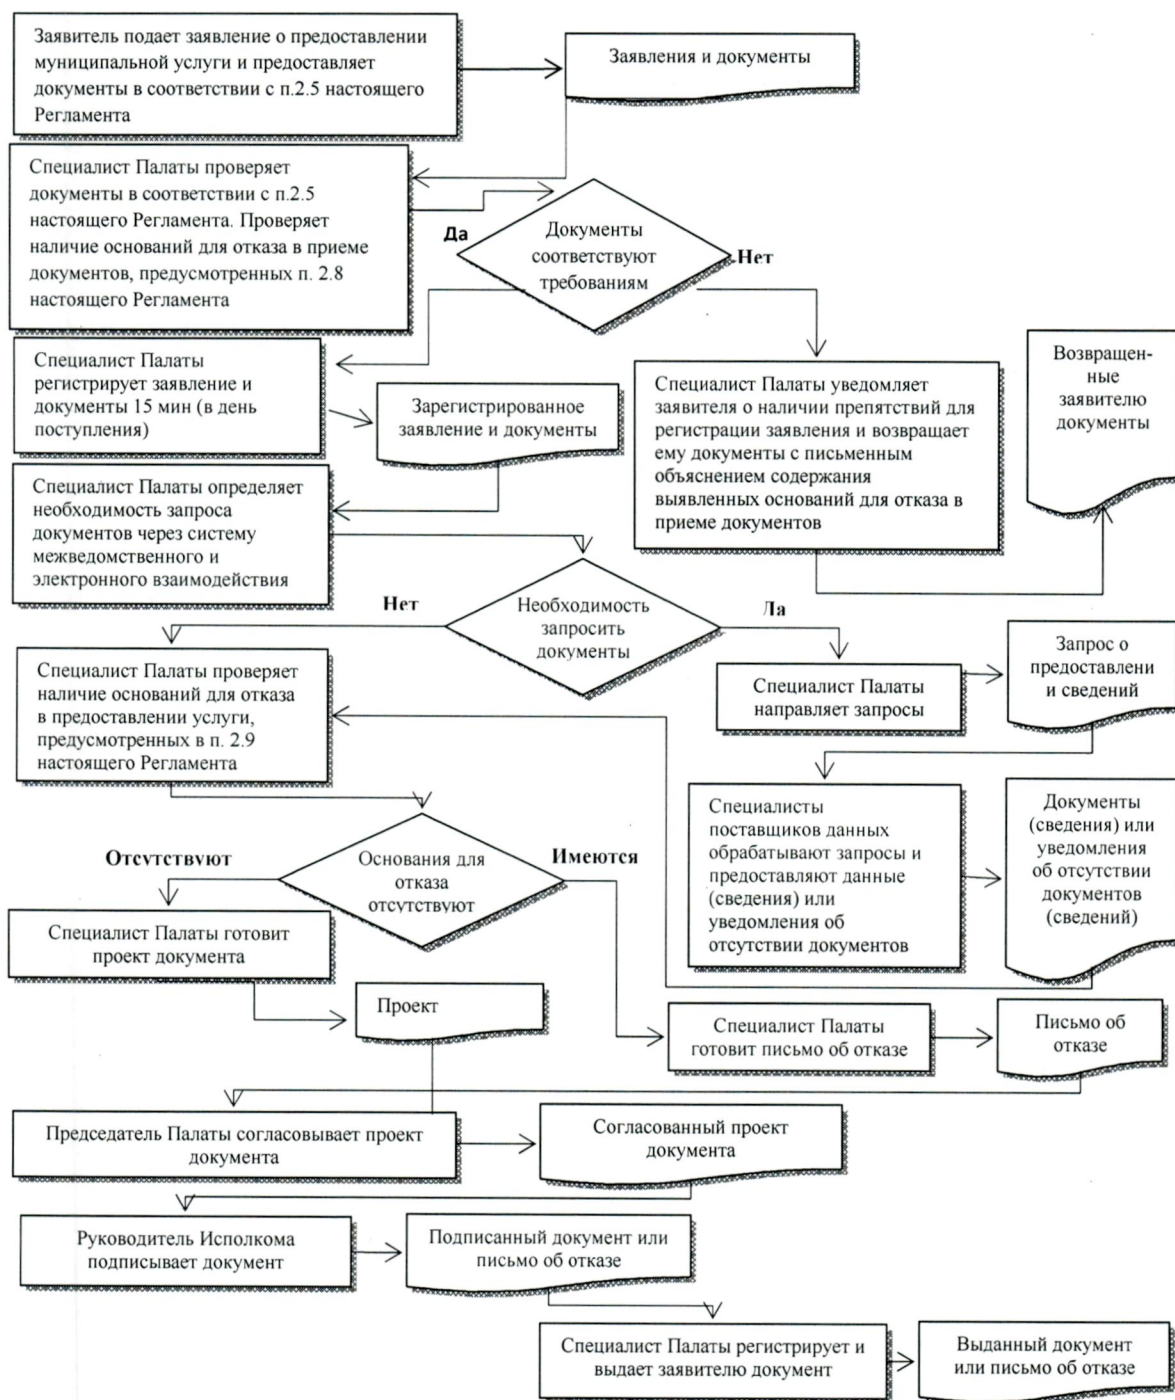 Заявитель подает заявление о предоставлении
муниципальной услуги и предоставляет
документы в соответствии с п.2.5 настоящего
Регламента
Заявления и документы
Специалист Палаты проверяет
документы в соответствии с п.2.5
настоящего Регламента. Проверяет
наличие оснований для отказа в приеме
документов, предусмотренных п. 2.8
настоящего Регламента
Да
Документы
соответствуют
требованиям
Нет
Специалист Палаты
регистрирует заявление и
документы 15 мин (в день
поступления)
Зарегистрированное
заявление и документы
Специалист Палаты уведомляет
заявителя о наличии препятствий для
регистрации заявления и возвращает
ему документы с письменным
объяснением содержания
выявленных основания для отказа в
приеме документов
Возвращен-
ные
заявителю
документы
Специалист Палаты определяет
необходимость запроса
документов через систему
межведомственного и
электронного взаимодействия
Нет
Необходимость
запросить
документы
Да
Специалист Палаты проверяет
наличие оснований для отказа
в предоставлении услуги,
предусмотренных в п. 2.9
настоящего Регламента
Специалист Палаты
направляет запросы
Запрос о
предоставлени
и сведений
Специалисты
поставщиков данных
обрабатывают запросы и
предоставляют данные
(сведения) или
уведомления об
отсутствии документов
Документы
(сведения) или
уведомления
об отсутствии
документов
(сведений)
Отсутствуют
Основания для
отказа
отсутствуют
Имеются
Специалист Палаты готовит
проект документа
Проект
Специалист Палаты
готовит письмо об отказе
Письмо об
отказе
Председатель Палаты согласовывает проект
документа
Согласованный проект
документа
Руководитель Исполкома
подписывает документ
Подписанный документ или
письмо об отказе
Специалист Палаты регистрирует и
выдает заявителю документ
Выданный документ
или письмо об отказе